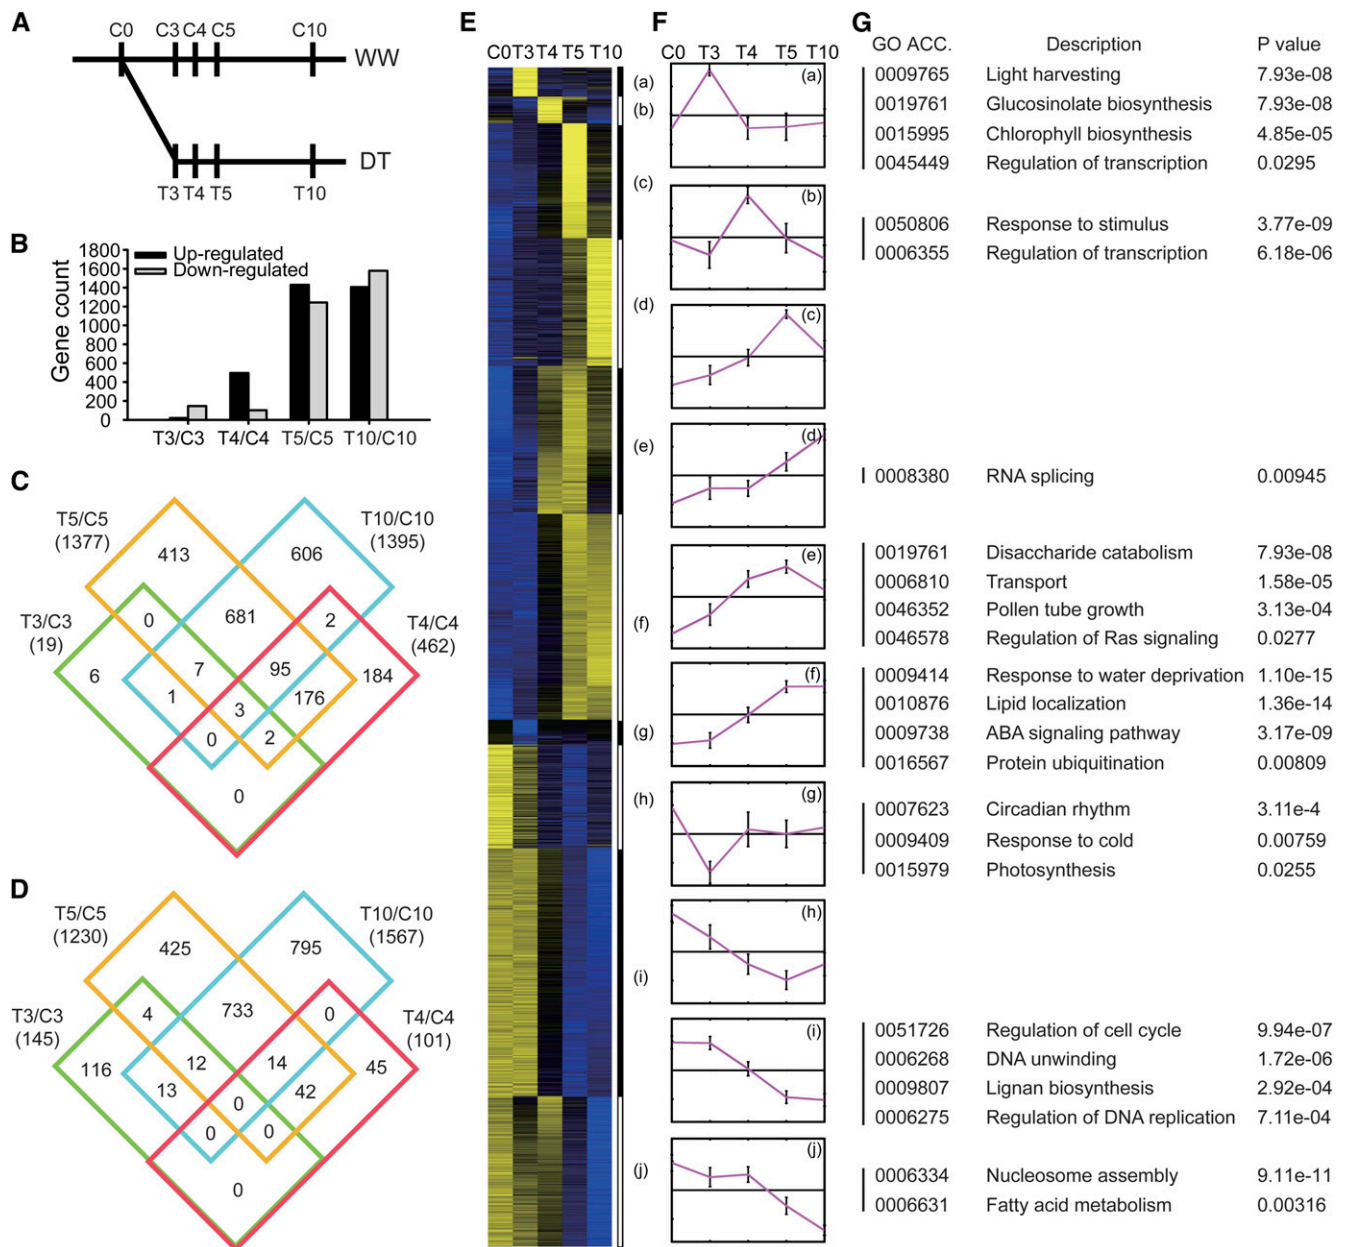 A
C0
C3 C4 C5
C10
WW
DT
T3 T4 T5
T10
B
Gene count
1800
1600
1400
1200
1000
800
600
400
200
0
Up-regulated
Down-regulated
T3/C3
T4/C4
T5/C5
T10/C10
C
T5/C5
(1377)
T10/C10
(1395)
T3/C3
(19)
T4/C4
(462)
413
606
0
681
2
6
7
95
184
1
3
176
0
2
0
D
T5/C5
(1230)
T10/C10
(1567)
T3/C3
(145)
T4/C4
(101)
425
795
4
733
0
116
12
14
45
13
0
42
0
0
0
E
C0 T3 T4 T5 T10
(a)
(b)
(c)
(d)
(e)
(f)
(g)
(h)
(i)
(j)
F
C0 T3 T4 T5 T10
(a)
(b)
(c)
(d)
(e)
(f)
(g)
(h)
(i)
(j)
G
GO ACC. Description P value
0009765 Light harvesting 7.93e-08
0019761 Glucosinolate biosynthesis 7.93e-08
0015995 Chlorophyll biosynthesis 4.85e-05
0045449 Regulation of transcription 0.0295
0050806 Response to stimulus 3.77e-09
0006355 Regulation of transcription 6.18e-06
0008380 RNA splicing 0.00945
0019761 Disaccharide catabolism 7.93e-08
0006810 Transport 1.58e-05
0046352 Pollen tube growth 3.13e-04
0046578 Regulation of Ras signaling 0.0277
0009414 Response to water deprivation 1.10e-15
0010876 Lipid localization 1.36e-14
0009738 ABA signaling pathway 3.17e-09
0016567 Protein ubiquitination 0.00809
0007623 Circadian rhythm 3.11e-4
0009409 Response to cold 0.00759
0015979 Photosynthesis 0.0255
0051726 Regulation of cell cycle 9.94e-07
0006268 DNA unwinding 1.72e-06
0009807 Lignan biosynthesis 2.92e-04
0006275 Regulation of DNA replication 7.11e-04
0006334 Nucleosome assembly 9.11e-11
0006631 Fatty acid metabolism 0.00316